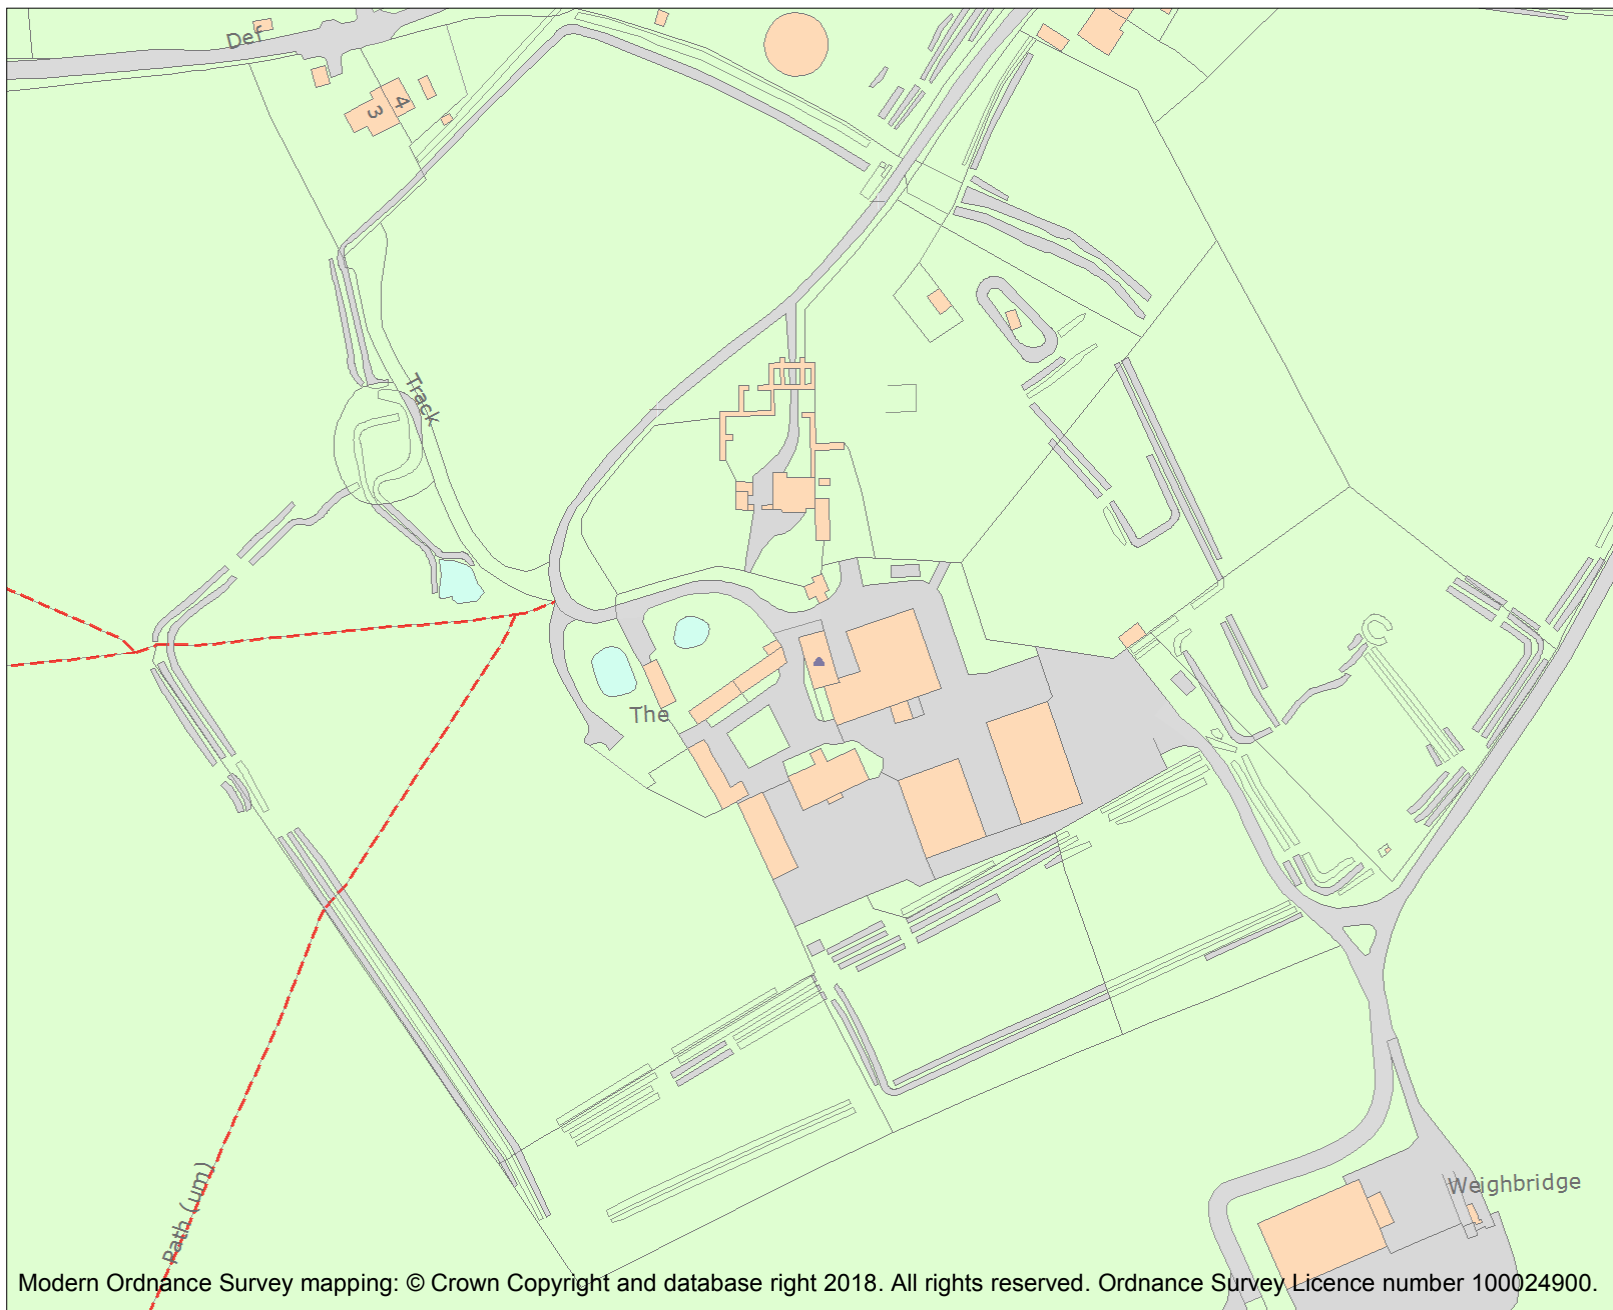 Def
4
3
Track
The
Path (um)
Weighbridge
Modern Ordnance Survey mapping: © Crown Copyright and database right 2018. All rights reserved. Ordnance Survey Licence number 100024900.